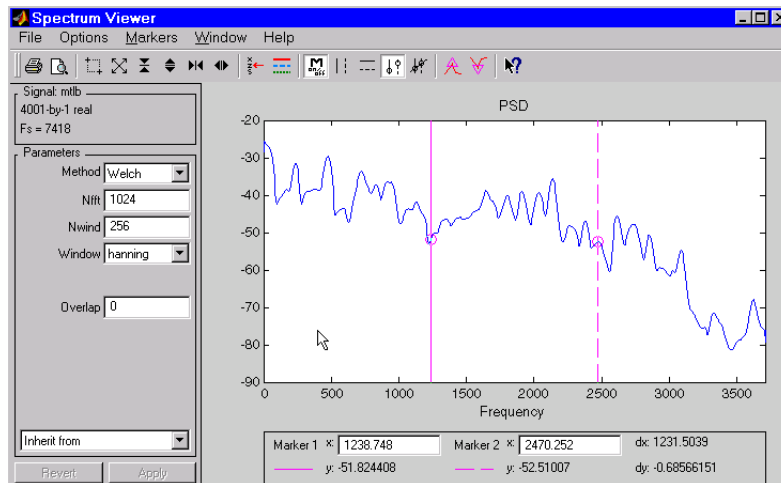 Spectrum Viewer
File Options Markers Window Help
M
on/off
Signal: mtlb
4001-by-1 real
Fs = 7418
Parameters
Method Welch
Nfft 1024
Nwind 256
Window hanning
Overlap 0
Inherit from
Revert Apply
PSD
-20
-30
-40
-50
-60
-70
-80
-90
0 500 1000 1500 2000 2500 3000 3500
Frequency
Marker 1 x: 1238.748 Marker 2 x: 2470.252 dx: 1231.5039
y: -51.824408 y: -52.51007 dy: -0.68566151